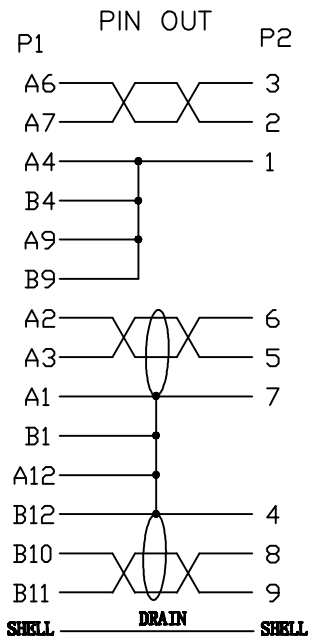 PIN OUT
P1 P2
A6 3
A7 2
A4 1
B4
A9
B9
A2 6
A3 5
A1 7
B1
A12
B12 4
B10 8
B11 9
SHELL DRAIN SHELL